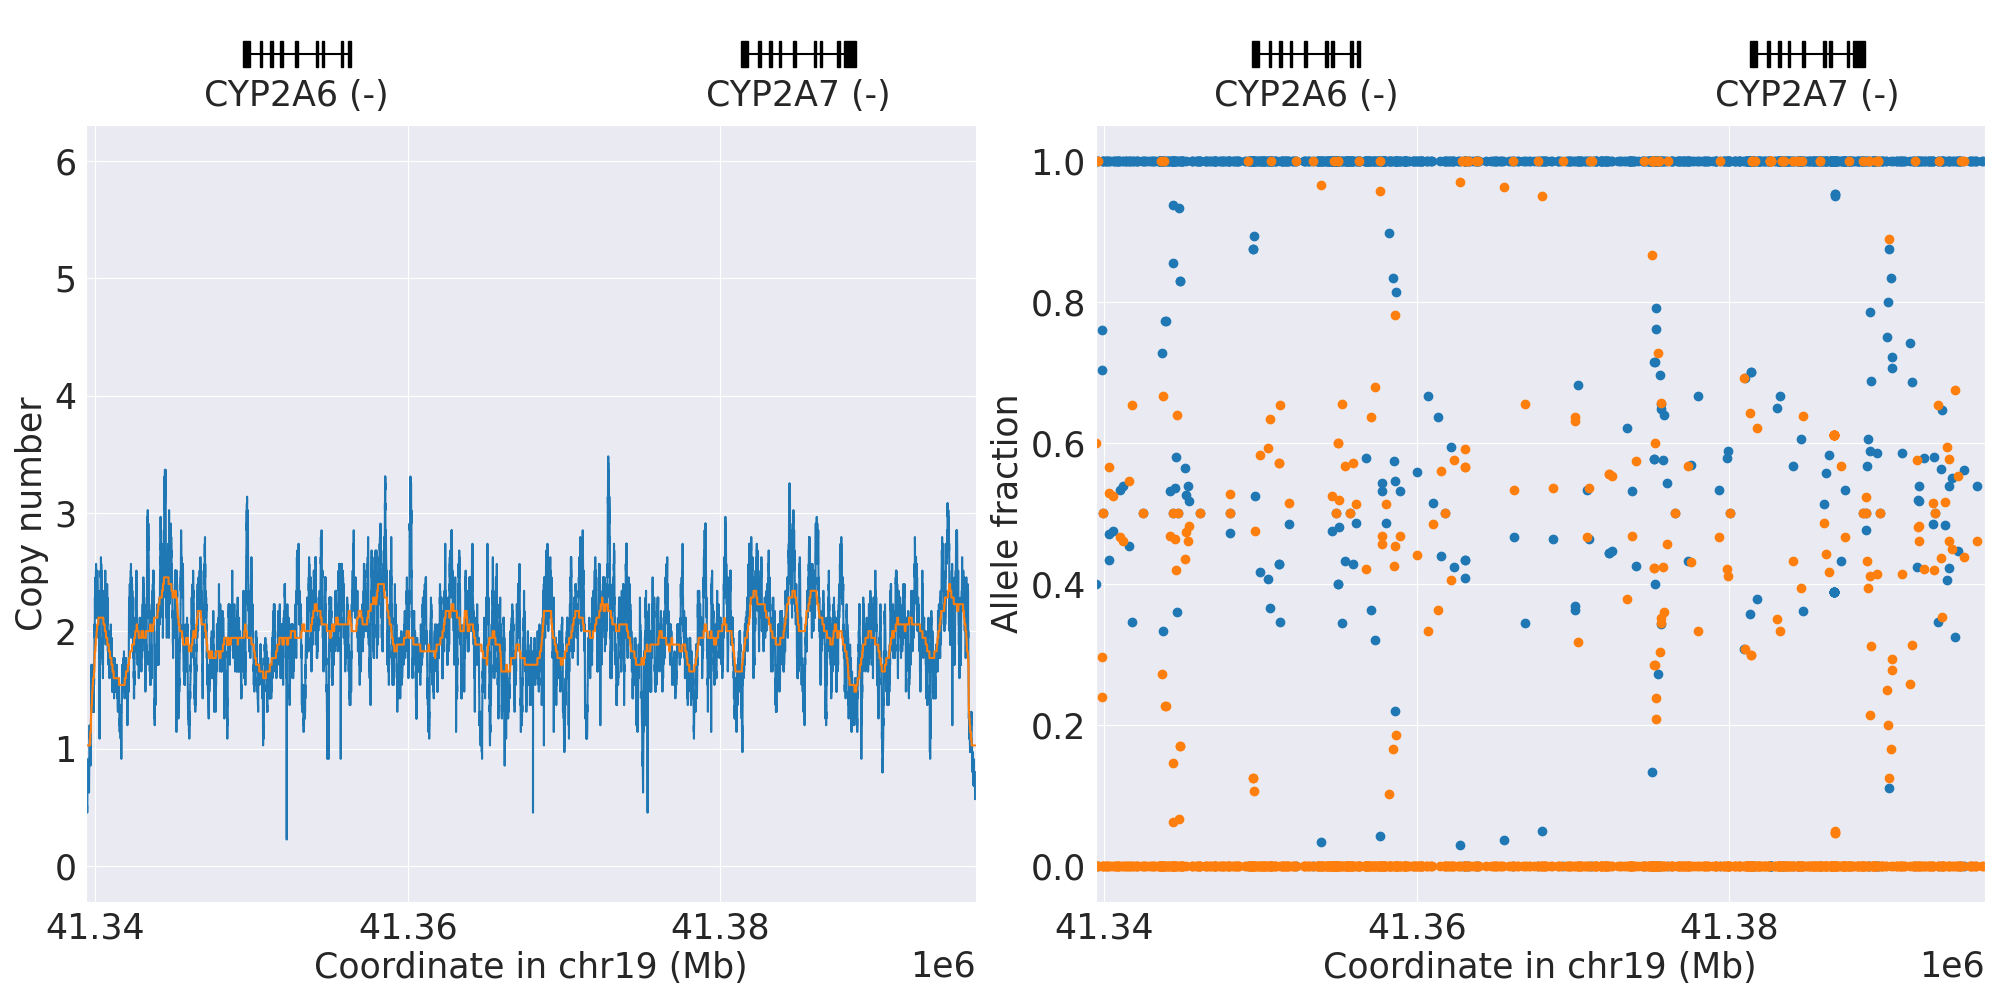 CYP2A6 (-)
CYP2A7 (-)
6
5
4
3
2
1
0
Copy number
41.34
41.36
41.38
Coordinate in chr19 (Mb)
1e6
CYP2A6 (-)
CYP2A7 (-)
1.0
0.8
0.6
0.4
0.2
0.0
Allele fraction
41.34
41.36
41.38
Coordinate in chr19 (Mb)
1e6